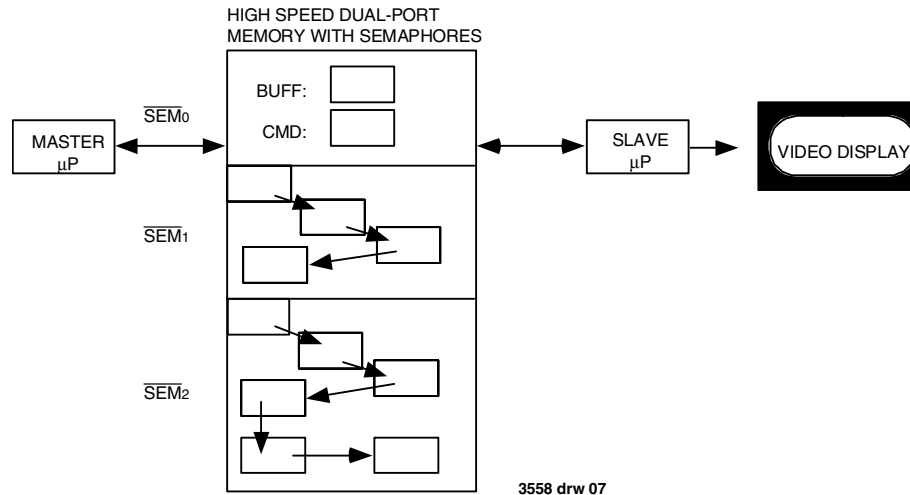 HIGH SPEED DUAL-PORT
MEMORY WITH SEMAPHORES
BUFF:
CMD:
SEM0
MASTER
µP
SLAVE
µP
VIDEO DISPLAY
SEM1
SEM2
3558 drw 07